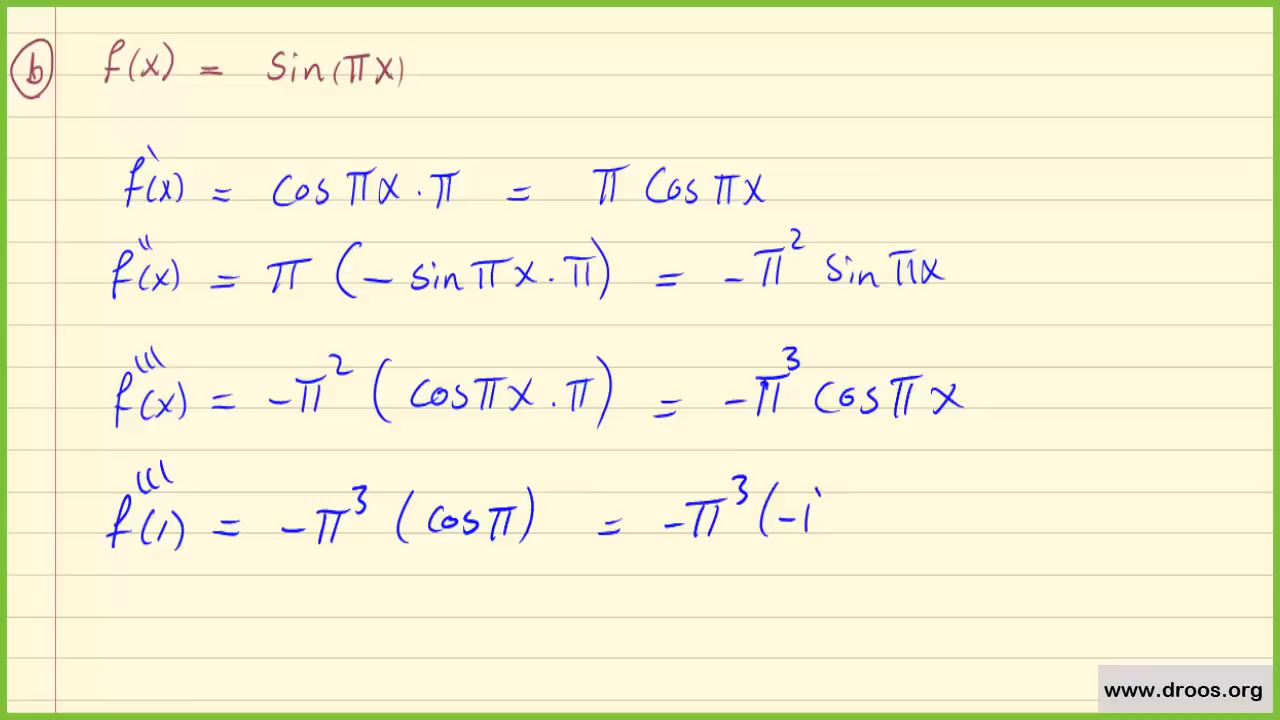 b f(x) = Sin(πx)
f'(x) = Cos πx . π = π Cos πx
f''(x) = π (- sin πx . π) = - π² Sin πx
f'''(x) = -π² (cos πx . π) = -π³ cos πx
f'''(1) = -π³ (cos π) = -π³ (-1
www.droos.org